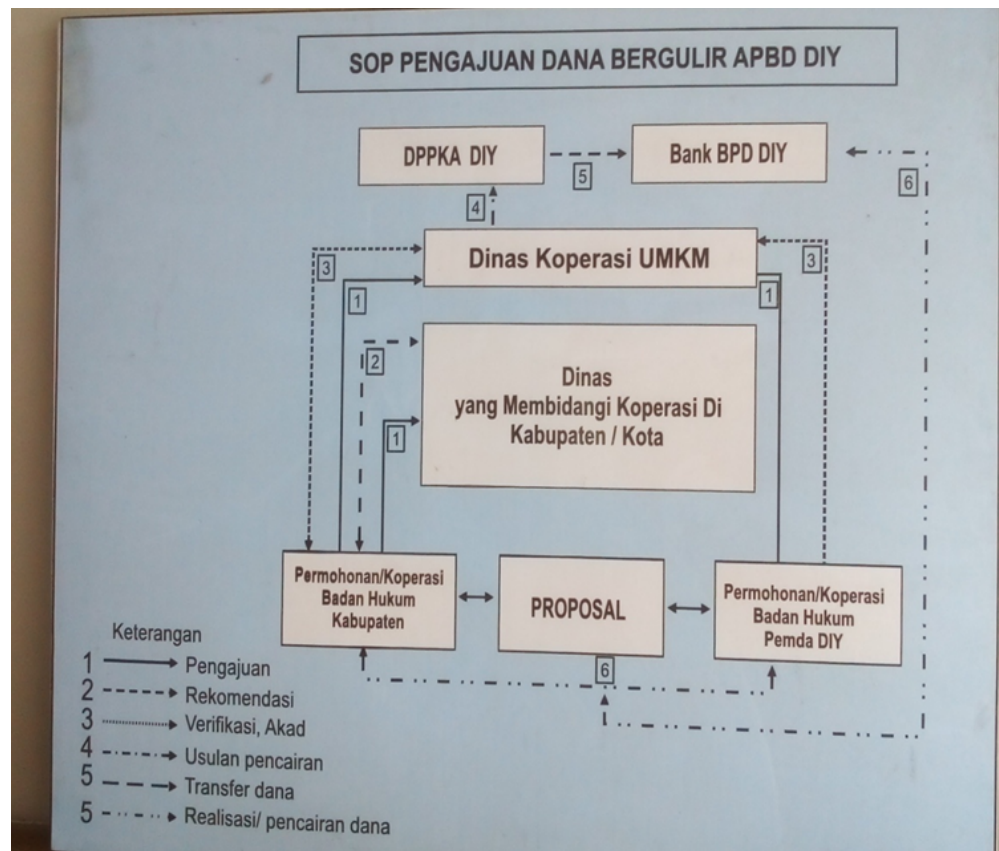 SOP PENGAJUAN DANA BERGULIR APBD DIY
DPPKA DIY
5
Bank BPD DIY
6
4
Dinas Koperasi UMKM
3
1
1
3
2
Dinas
yang Membidangi Koperasi Di
Kabupaten / Kota
1
Permohonan/Koperasi
Badan Hukum
Kabupaten
PROPOSAL
Permohonan/Koperasi
Badan Hukum
Pemda DIY
6
Keterangan
1 Pengajuan
2 Rekomendasi
3 Verifikasi, Akad
4 Usulan pencairan
5 Transfer dana
5 Realisasi/ pencairan dana